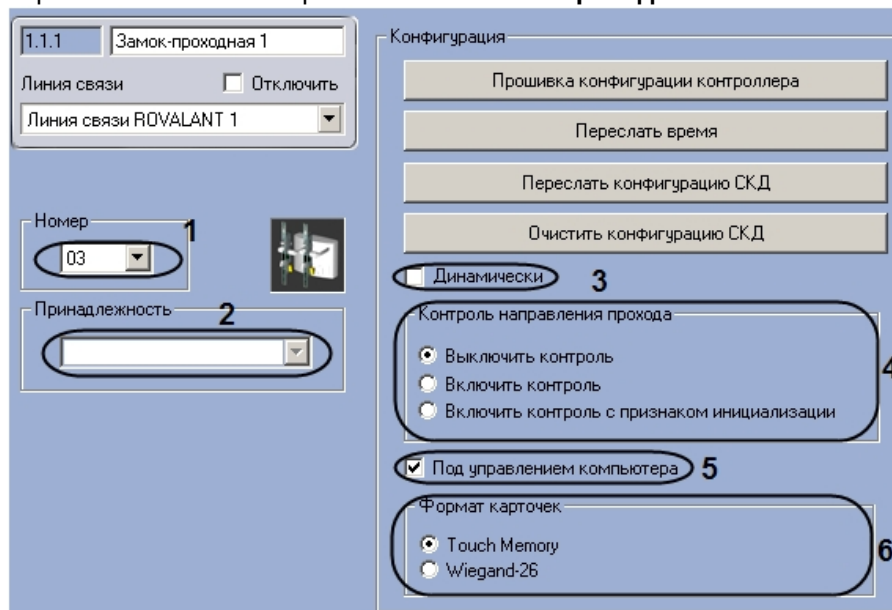 1.1.1 Замок-проходная 1
Линия связи Отключить
Линия связи ROVALANT 1
Номер
1
03
Принадлежность
2
Конфигурация
Прошивка конфигурации контроллера
Переслать время
Переслать конфигурацию СКД
Очистить конфигурацию СКД
Динамически 3
Контроль направления прохода
Выключить контроль
Включить контроль
Включить контроль с признаком инициализации
4
Под управлением компьютера 5
Формат карточек
Touch Memory
Wiegand-26
6